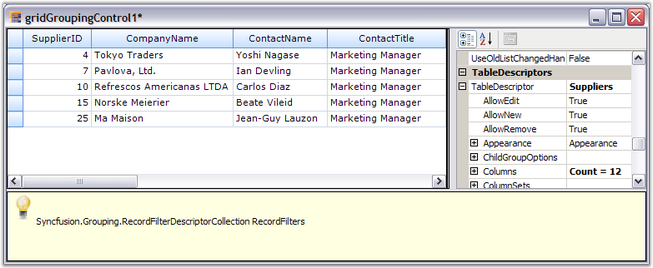 gridGroupingControl1*
SupplierID CompanyName ContactName ContactTitle
4 Tokyo Traders Yoshi Nagase Marketing Manager
7 Pavlova, Ltd. Ian Devling Marketing Manager
10 Refrescos Americanas LTDA Carlos Diaz Marketing Manager
15 Norske Meierier Beate Vileid Marketing Manager
25 Ma Maison Jean-Guy Lauzon Marketing Manager
UseOldListChangedHan False
TableDescriptors
TableDescriptor Suppliers
AllowEdit True
AllowNew True
AllowRemove True
Appearance Appearance
ChildGroupOptions
Columns Count = 12
ColumnSets
Syncfusion.Grouping.RecordFilterDescriptorCollection RecordFilters